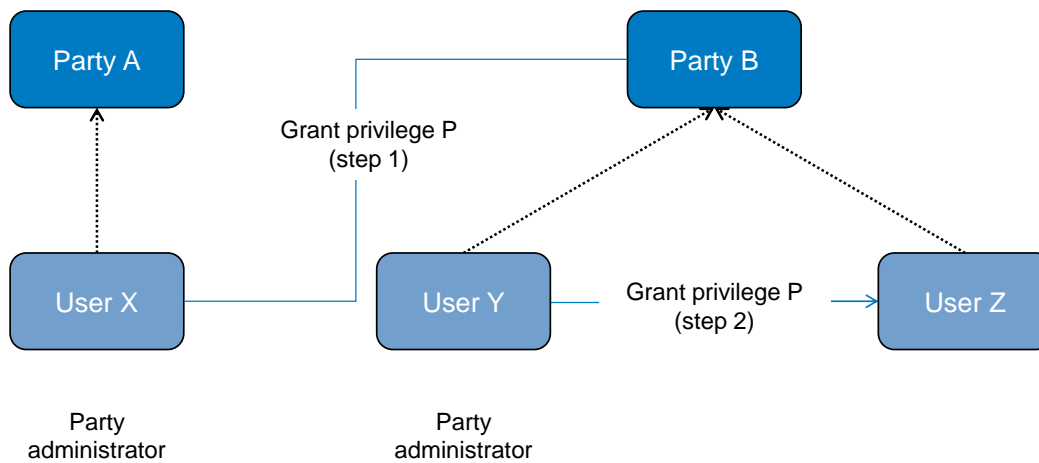 Party A
Party B
Grant privilege P
(step 1)
User X
User Y
Grant privilege P
(step 2)
User Z
Party
administrator
Party
administrator